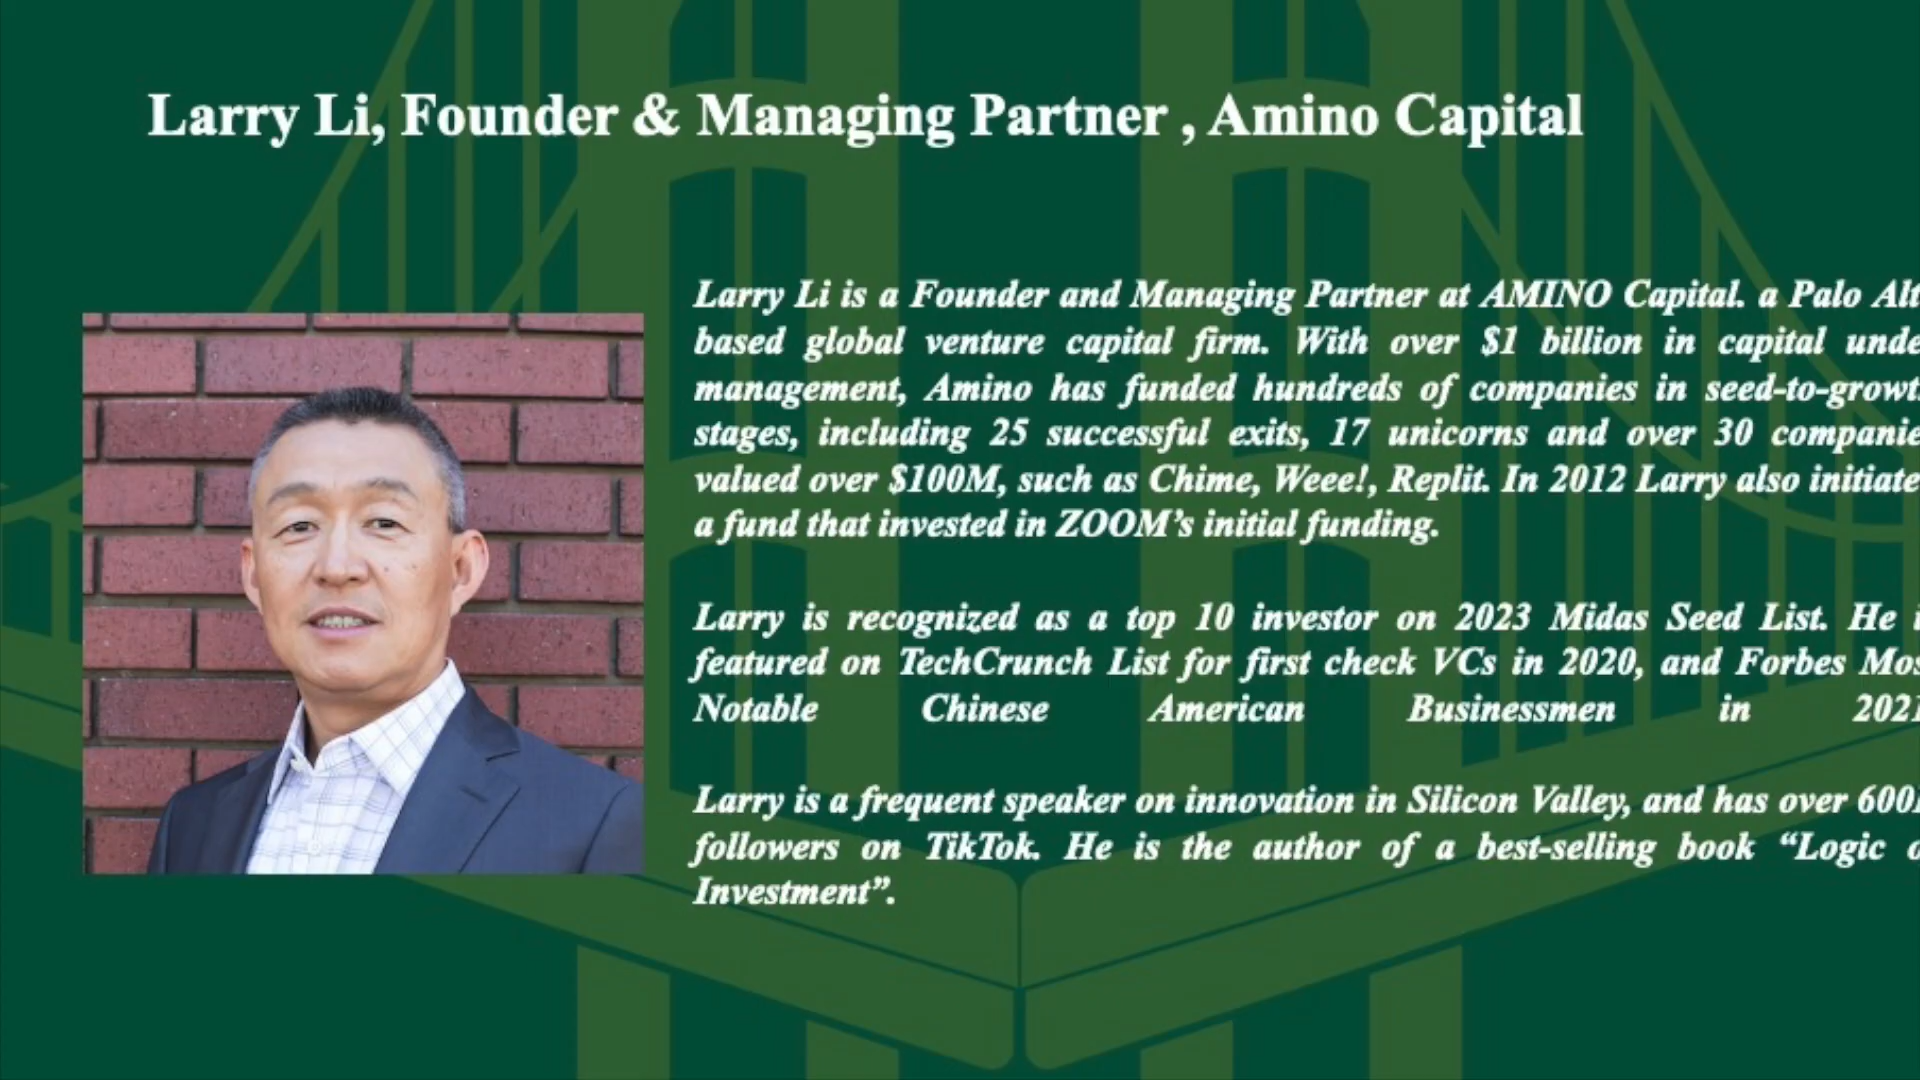 Larry Li, Founder & Managing Partner , Amino Capital
Larry Li is a Founder and Managing Partner at AMINO Capital. a Palo Alt
based global venture capital firm. With over $1 billion in capital unde
management, Amino has funded hundreds of companies in seed-to-growt
stages, including 25 successful exits, 17 unicorns and over 30 companie
valued over $100M, such as Chime, Weee!, Replit. In 2012 Larry also initiate
a fund that invested in ZOOM’s initial funding.
Larry is recognized as a top 10 investor on 2023 Midas Seed List. He i
featured on TechCrunch List for first check VCs in 2020, and Forbes Mos
Notable Chinese American Businessmen in 2021
Larry is a frequent speaker on innovation in Silicon Valley, and has over 600
followers on TikTok. He is the author of a best-selling book “Logic o
Investment”.